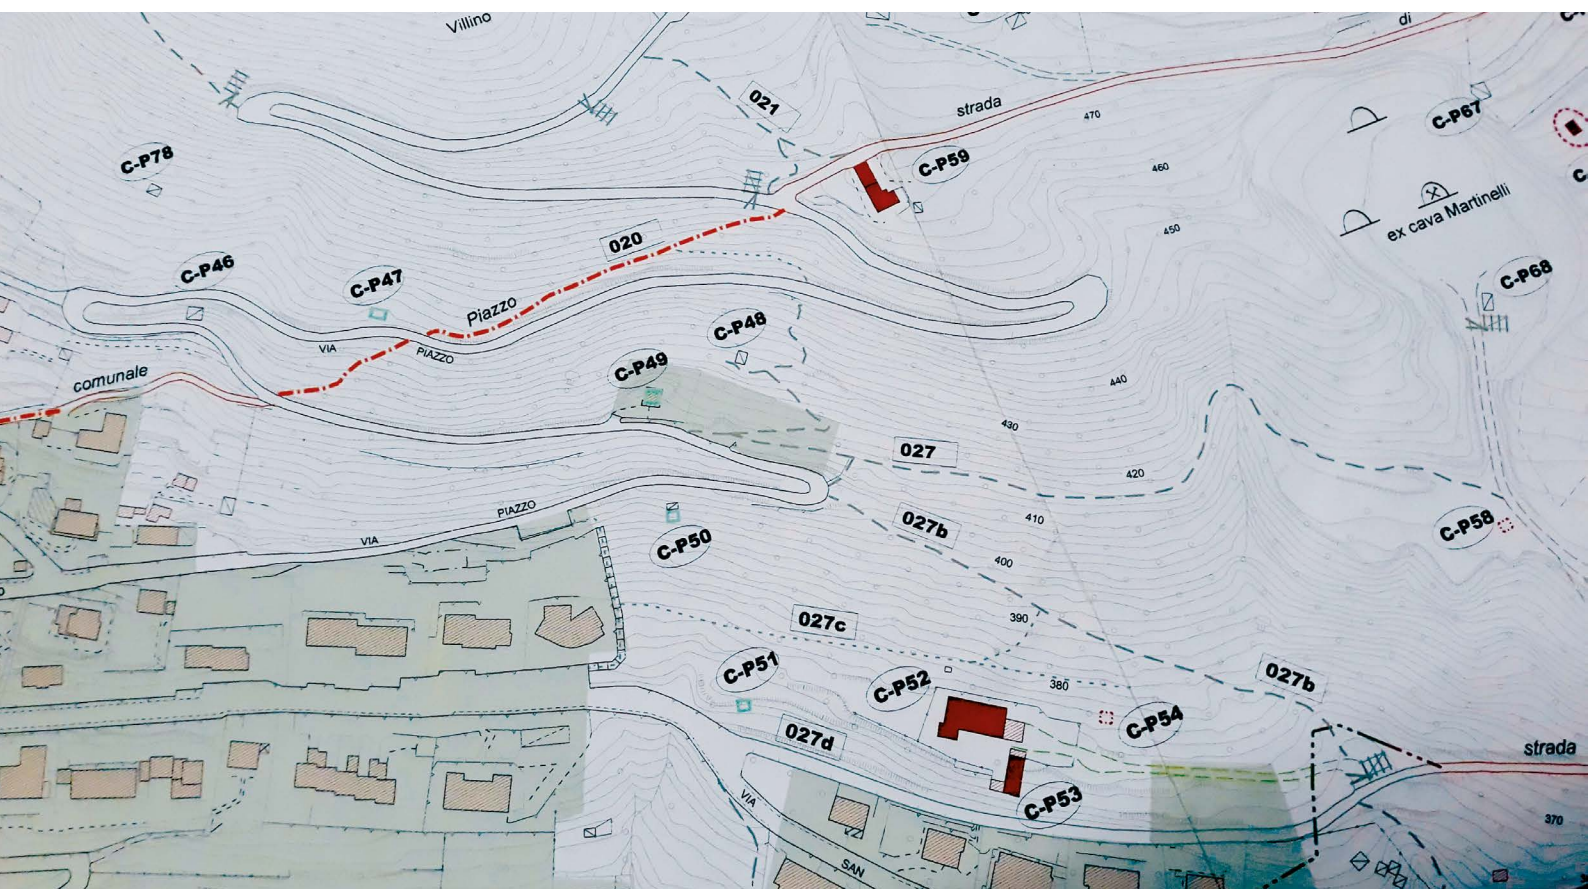 Villino
di
021
strada
470
C-P67
C-P78
C-P59
460
ex cava Martinelli
450
020
C-P46
C-P47
C-P68
Piazzo
C-P48
VIA
PIAZZO
C-P49
comunale
440
430
027
420
PIAZZO
410
027b
C-P58
VIA
C-P50
400
390
027c
C-P51
C-P52
380
027b
C-P54
027d
strada
VIA
C-P53
370
SAN